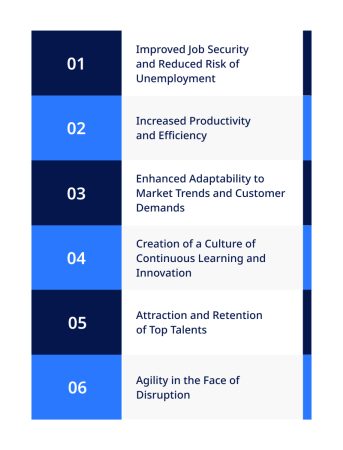 01
Improved Job Security
and Reduced Risk of
Unemployment
02
Increased Productivity
and Efficiency
03
Enhanced Adaptability to
Market Trends and Customer
Demands
04
Creation of a Culture of
Continuous Learning and
Innovation
05
Attraction and Retention
of Top Talents
06
Agility in the Face of
Disruption